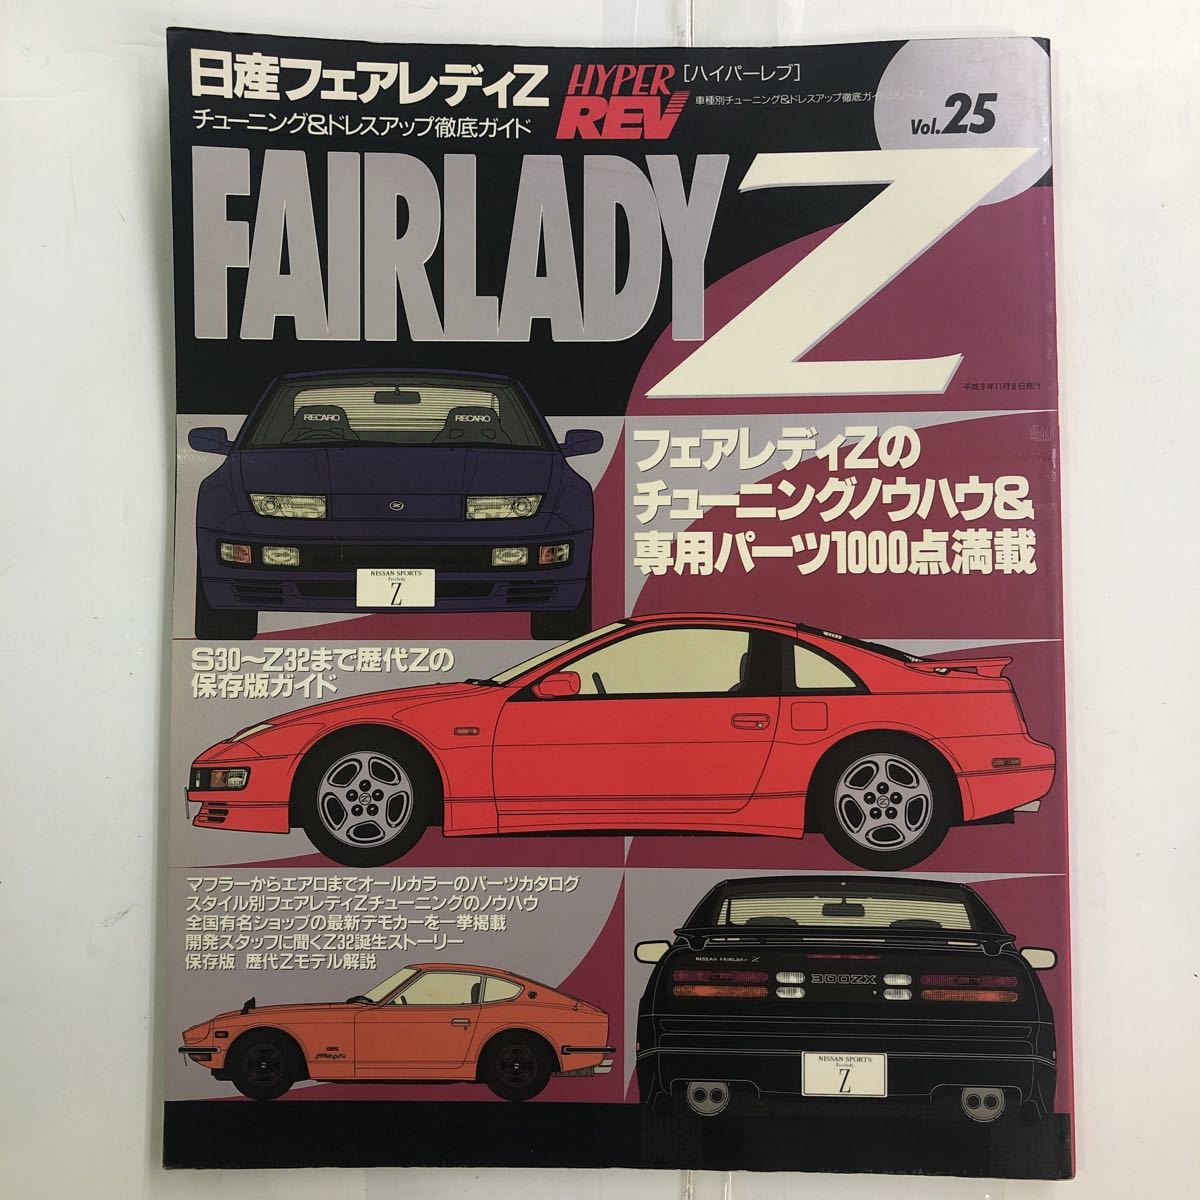 日産フェアレディZ
チューニング&ドレスアップ徹底ガイド
HYPER
REV
[ハイパーレブ]
車種別チューニング&ドレスアップ徹底ガイドシリーズ
Vol.25
FAIRLADY Z
平成9年11月8日発行
RECARO
RECARO
Z
NISSAN SPORTS
Fairlady
Z
フェアレディZの
チューニングノウハウ&
専用パーツ1000点満載
S30〜Z32まで歴代Zの
保存版ガイド
マフラーからエアロまでオールカラーのパーツカタログ
スタイル別フェアレディZチューニングのノウハウ
全国有名ショップの最新デモカーを一挙掲載
開発スタッフに聞くZ32誕生ストーリー
保存版 歴代Zモデル解説
NISSAN FAIRLADY Z
300ZX
NISSAN SPORTS
Fairlady
Z